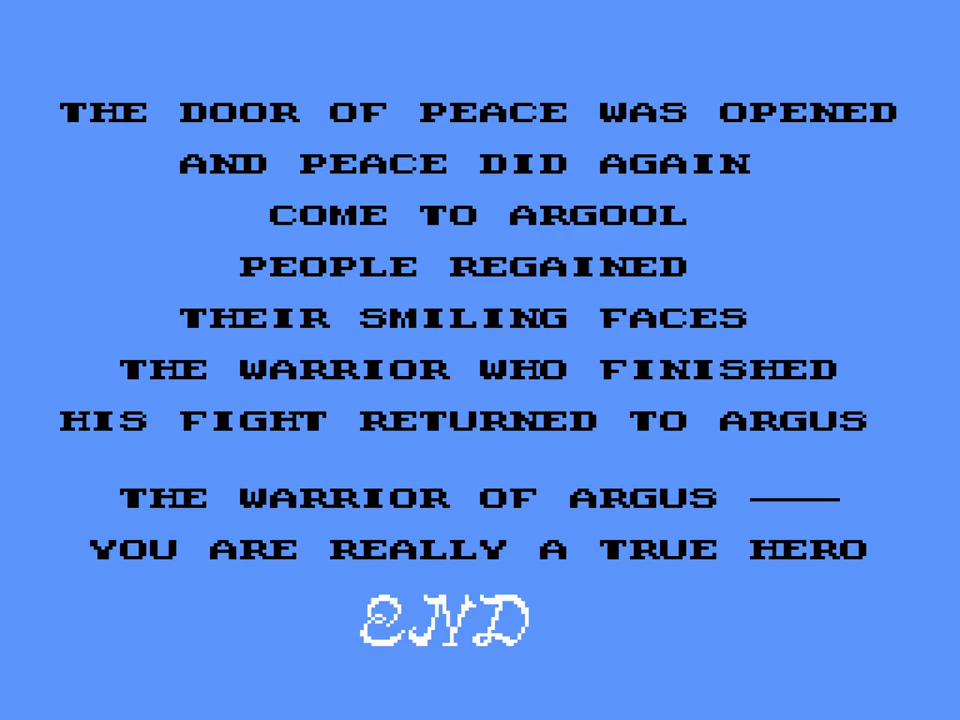 THE DOOR OF PEACE WAS OPENED
AND PEACE DID AGAIN
COME TO ARGOOL
PEOPLE REGAINED
THEIR SMILING FACES
THE WARRIOR WHO FINISHED
HIS FIGHT RETURNED TO ARGUS
THE WARRIOR OF ARGUS ———
YOU ARE REALLY A TRUE HERO
END